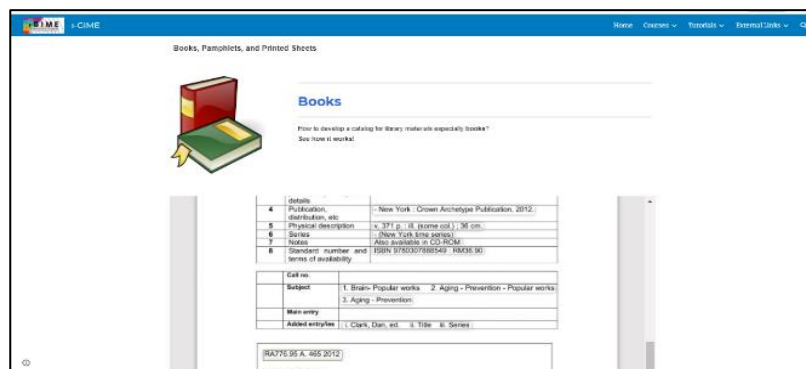 i-CIME
Home Courses Tutorials External Links
Books, Pamphlets, and Printed Sheets
Books
How to develop a catalog for library materials especially books?
See how it works!
details
4 Publication, distribution, etc - New York : Crown Archetype Publication, 2012.
5 Physical description v, 371 p. : ill. (some col.) ; 36 cm.
6 Series - (New York time series)
7 Notes Also available in CD-ROM
8 Standard number and terms of availability ISBN 9780307888549 : RM36.90
Call no.
Subject 1. Brain- Popular works 2. Aging - Prevention - Popular works
3. Aging - Prevention
Main entry
Added entry/ies i. Clark, Dan, ed. ii. Title iii. Series
RA776.95 A. 465 2012